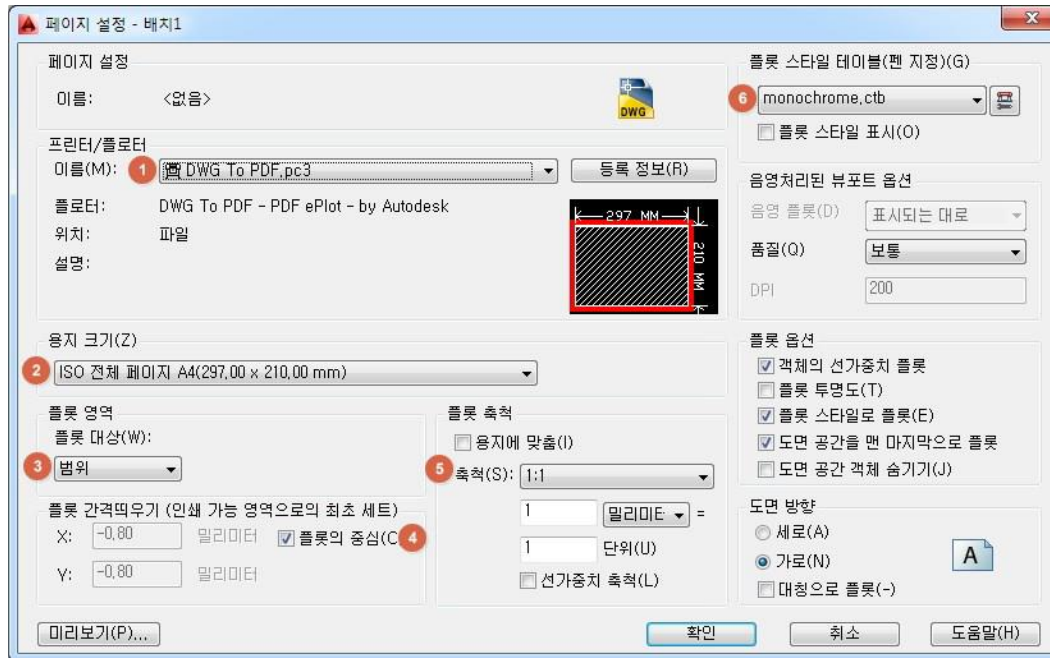 페이지 설정 - 배치1
페이지 설정
이름: <없음>
DWG
프린터/플로터
이름(M): 1 DWG To PDF.pc3 등록 정보(R)
플로터: DWG To PDF - PDF ePlot - by Autodesk
위치: 파일
설명:
297 MM
210 MM
용지 크기(Z)
2 ISO 전체 페이지 A4(297.00 x 210.00 mm)
플롯 영역
플롯 대상(W):
3 범위
플롯 간격띄우기 (인쇄 가능 영역으로의 최초 세트)
X: -0.80 밀리미터 플롯의 중심(C 4
Y: -0.80 밀리미터
플롯 축척
용지에 맞춤(I)
5 축척(S): 1:1
1 밀리미터 =
1 단위(U)
선가중치 축척(L)
플롯 스타일 테이블(펜 지정)(G)
6 monochrome.ctb
플롯 스타일 표시(O)
음영처리된 뷰포트 옵션
음영 플롯(D) 표시되는 대로
품질(Q) 보통
DPI 200
플롯 옵션
객체의 선가중치 플롯
플롯 투명도(T)
플롯 스타일로 플롯(E)
도면 공간을 맨 마지막으로 플롯
도면 공간 객체 숨기기(J)
도면 방향
세로(A)
가로(N)
A
대칭으로 플롯(-)
미리보기(P)...
확인 취소 도움말(H)